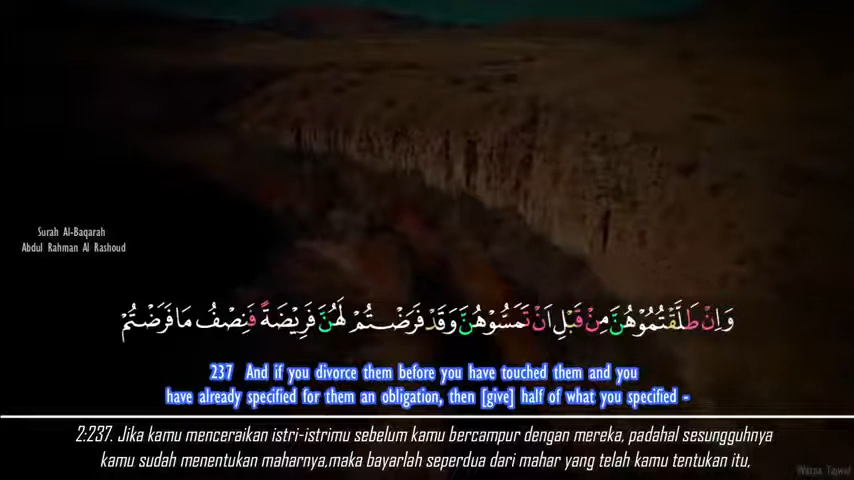 Surah Al-Baqarah
Abdul Rahman Al Rashoud
وَاِنْ طَلَّقْتُمُوْهُنَّ مِنْ قَبْلِ اَنْ تَمَسُّوْهُنَّ وَقَدْ فَرَضْتُمْ لَهُنَّ فَرِيْضَةً فَنِصْفُ مَا فَرَضْتُمْ
237 And if you divorce them before you have touched them and you
have already specified for them an obligation, then [give] half of what you specified -
2:237. Jika kamu menceraikan istri-istrimu sebelum kamu bercampur dengan mereka, padahal sesungguhnya
kamu sudah menentukan maharnya,maka bayarlah seperdua dari mahar yang telah kamu tentukan itu,